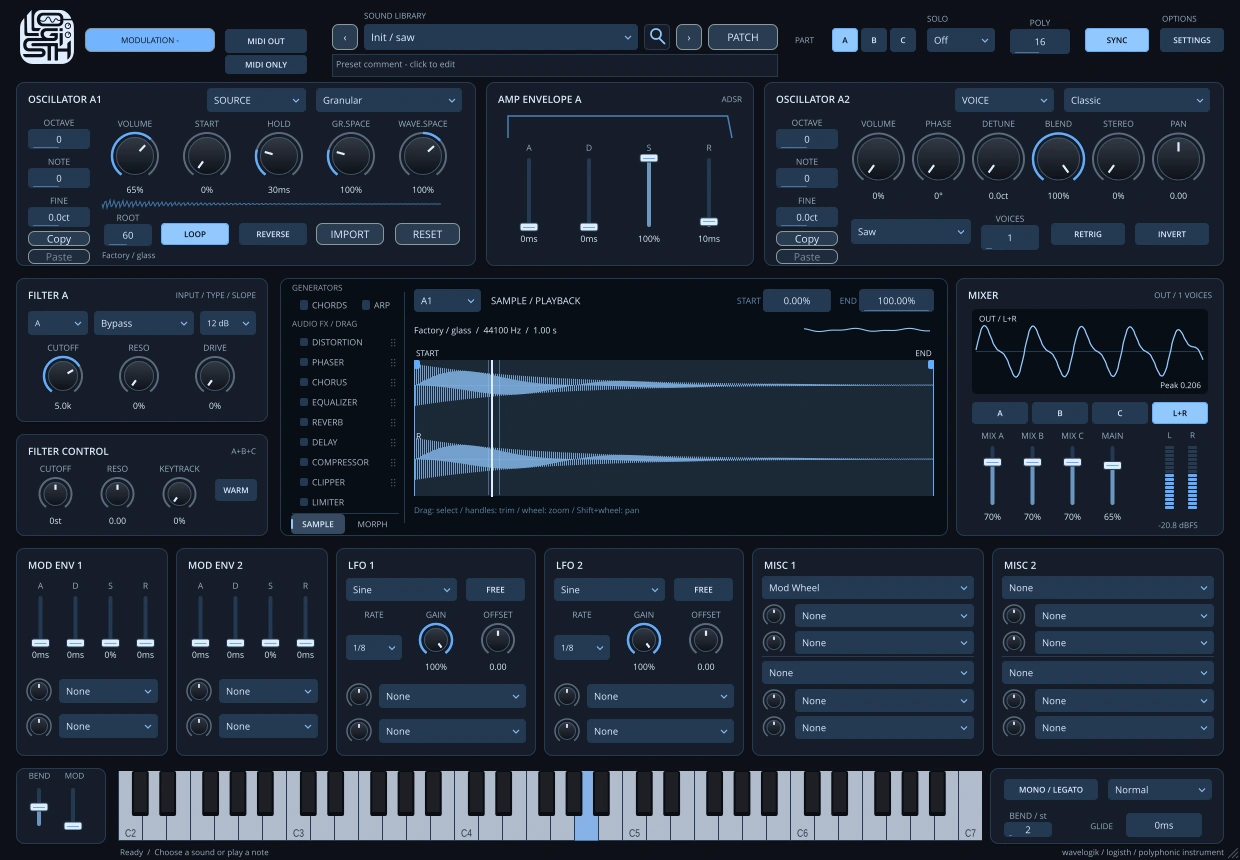 LOGISTH
SOUND LIBRARY
MODULATION -
MIDI OUT
MIDI ONLY
‹
Init / saw
›
PATCH
Preset comment - click to edit
PART
A
B
C
SOLO
Off
POLY
16
SYNC
OPTIONS
SETTINGS
OSCILLATOR A1
SOURCE
Granular
OCTAVE
0
NOTE
0
FINE
0.0ct
Copy
Paste
VOLUME
START
HOLD
GR.SPACE
WAVE.SPACE
65%
0%
30ms
100%
100%
ROOT
60
LOOP
REVERSE
IMPORT
RESET
Factory / glass
AMP ENVELOPE A
ADSR
A
D
S
R
0ms
0ms
100%
10ms
OSCILLATOR A2
VOICE
Classic
OCTAVE
0
NOTE
0
FINE
0.0ct
Copy
Paste
VOLUME
PHASE
DETUNE
BLEND
STEREO
PAN
0%
0°
0.0ct
100%
0%
0.00
Saw
VOICES
1
RETRIG
INVERT
FILTER A
INPUT / TYPE / SLOPE
A
Bypass
12 dB
CUTOFF
RESO
DRIVE
5.0k
0%
0%
FILTER CONTROL
A+B+C
CUTOFF
RESO
KEYTRACK
WARM
0st
0.00
0%
GENERATORS
CHORDS
ARP
AUDIO FX / DRAG
DISTORTION
PHASER
CHORUS
EQUALIZER
REVERB
DELAY
COMPRESSOR
CLIPPER
LIMITER
SAMPLE
MORPH
A1
SAMPLE / PLAYBACK
START
0.00%
END
100.00%
Factory / glass / 44100 Hz / 1.00 s
START
END
R
Drag: select / handles: trim / wheel: zoom / Shift+wheel: pan
MIXER
OUT / 1 VOICES
OUT / L+R
Peak 0.206
A
B
C
L+R
MIX A
MIX B
MIX C
MAIN
L
R
70%
70%
70%
65%
-20.8 dBFS
MOD ENV 1
A
D
S
R
0ms
0ms
0%
0ms
None
None
MOD ENV 2
A
D
S
R
0ms
0ms
0%
0ms
None
None
LFO 1
Sine
FREE
RATE
GAIN
OFFSET
1/8
100%
0.00
None
None
LFO 2
Sine
FREE
RATE
GAIN
OFFSET
1/8
100%
0.00
None
None
MISC 1
Mod Wheel
None
None
None
None
None
MISC 2
None
None
None
None
None
None
BEND
MOD
C2
C3
C4
C5
C6
C7
MONO / LEGATO
Normal
BEND / st
2
GLIDE
0ms
Ready / Choose a sound or play a note
wavelogik / logisth / polyphonic instrument